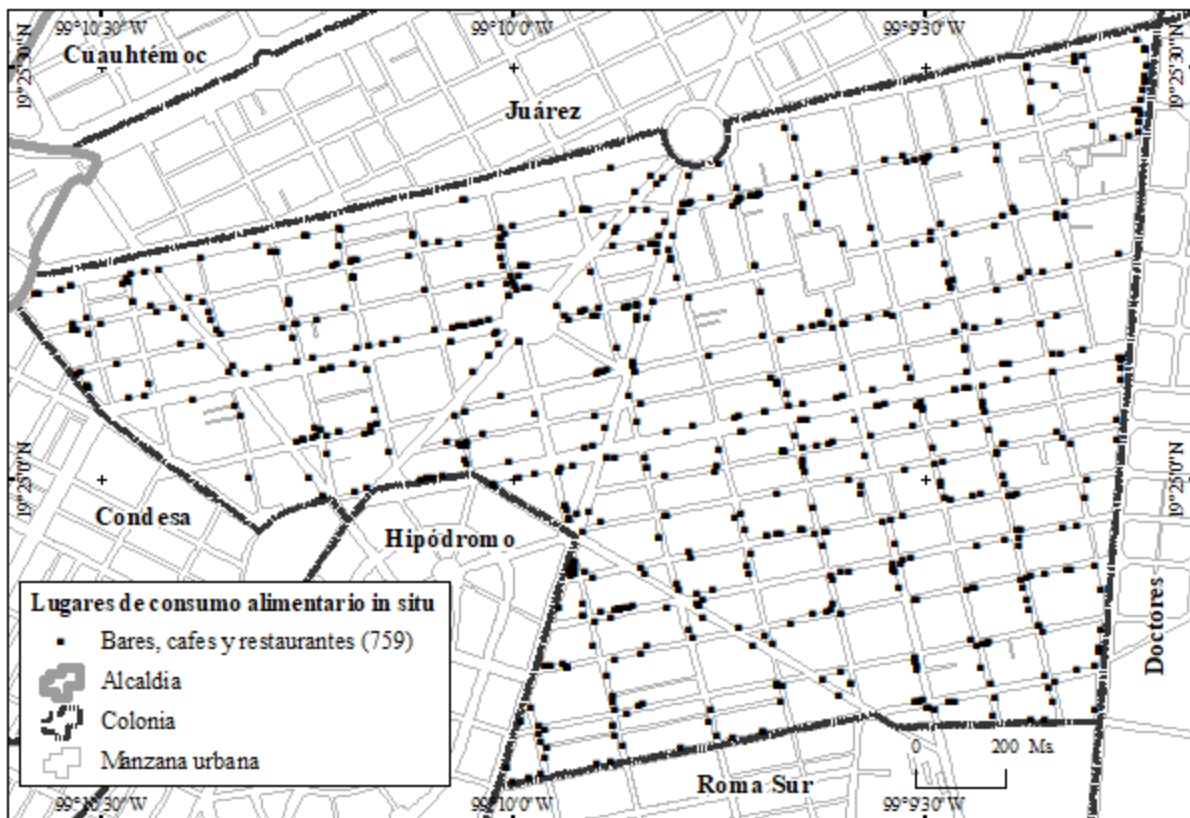 99°10'30"W
99°10'0"W
99°9'30"W
Cuauhtémoc
19°25'30"N
19°25'30"N
Juárez
19°25'0"N
19°25'0"N
Condesa
Hipódromo
Doctores
Lugares de consumo alimentario in situ
Bares, cafes y restaurantes (759)
Alcaldia
Colonia
Manzana urbana
0 200 Ms.
Roma Sur
99°10'30"W
99°10'0"W
99°9'30"W